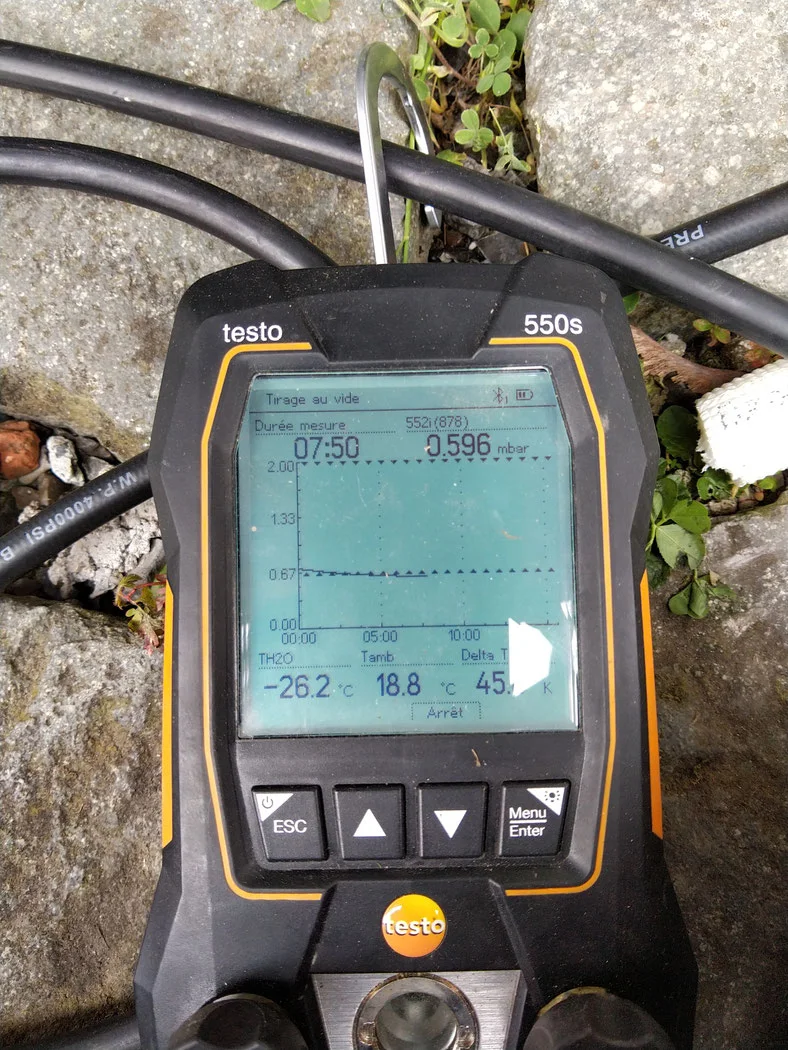 PRE
testo 550s
Tirage au vide
Durée mesure 552i(878)
07:50 0.596 mbar
2.00
1.33
0.67
0.00
00:00 05:00 10:00
TH2O Tamb Delta T
-26.2 °C 18.8 °C 45. K
Arrêt
W.P. 4000PSI B
ESC
Menu
Enter
testo